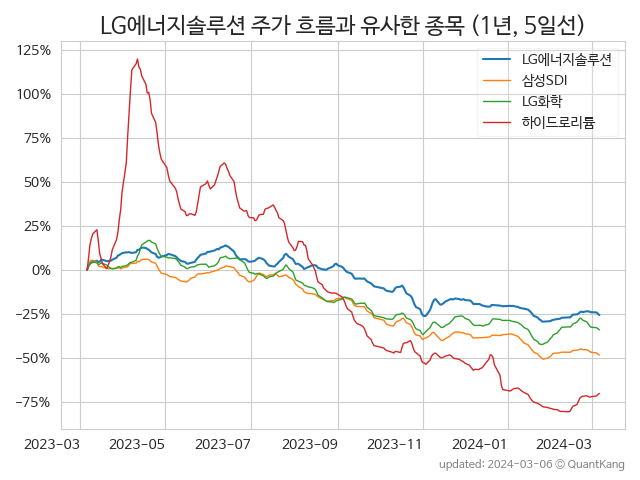 LG에너지솔루션 주가 흐름과 유사한 종목 (1년, 5일선)
LG에너지솔루션
삼성SDI
LG화학
하이드로리튬
125%
100%
75%
50%
25%
0%
−25%
−50%
−75%
2023-03
2023-05
2023-07
2023-09
2023-11
2024-01
2024-03
updated: 2024-03-06 © QuantKang